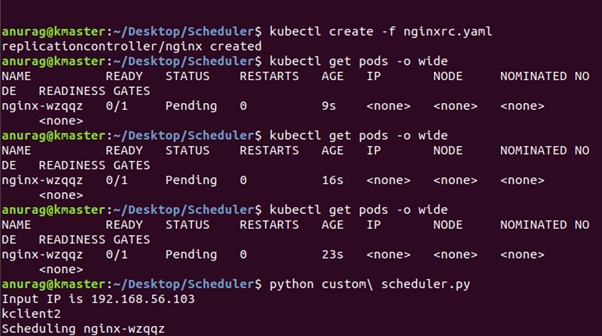 anurag@kmaster:~/Desktop/Scheduler$ kubectl create -f nginxrc.yaml
replicationcontroller/nginx created
anurag@kmaster:~/Desktop/Scheduler$ kubectl get pods -o wide
NAME          READY   STATUS    RESTARTS   AGE   IP       NODE     NOMINATED NO
DE   READINESS GATES
nginx-wzqqz   0/1     Pending   0          9s    <none>   <none>   <none>
     <none>
anurag@kmaster:~/Desktop/Scheduler$ kubectl get pods -o wide
NAME          READY   STATUS    RESTARTS   AGE   IP       NODE     NOMINATED NO
DE   READINESS GATES
nginx-wzqqz   0/1     Pending   0          16s   <none>   <none>   <none>
     <none>
anurag@kmaster:~/Desktop/Scheduler$ kubectl get pods -o wide
NAME          READY   STATUS    RESTARTS   AGE   IP       NODE     NOMINATED NO
DE   READINESS GATES
nginx-wzqqz   0/1     Pending   0          23s   <none>   <none>   <none>
     <none>
anurag@kmaster:~/Desktop/Scheduler$ python custom\ scheduler.py
Input IP is 192.168.56.103
kclient2
Scheduling nginx-wzqqz